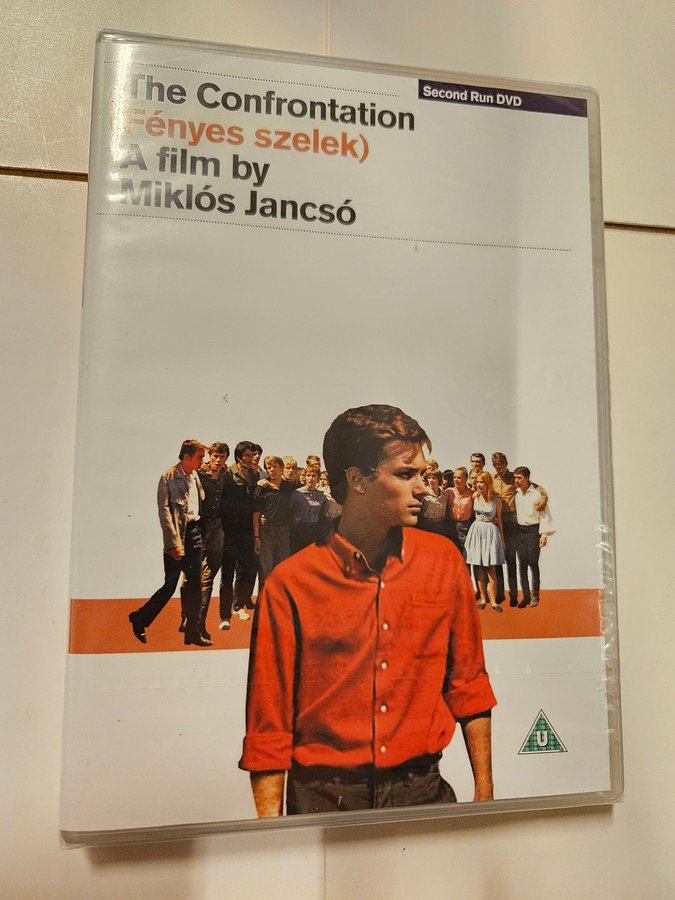 The Confrontation
Fényes szelek)
A film by
Miklós Jancsó
Second Run DVD
U